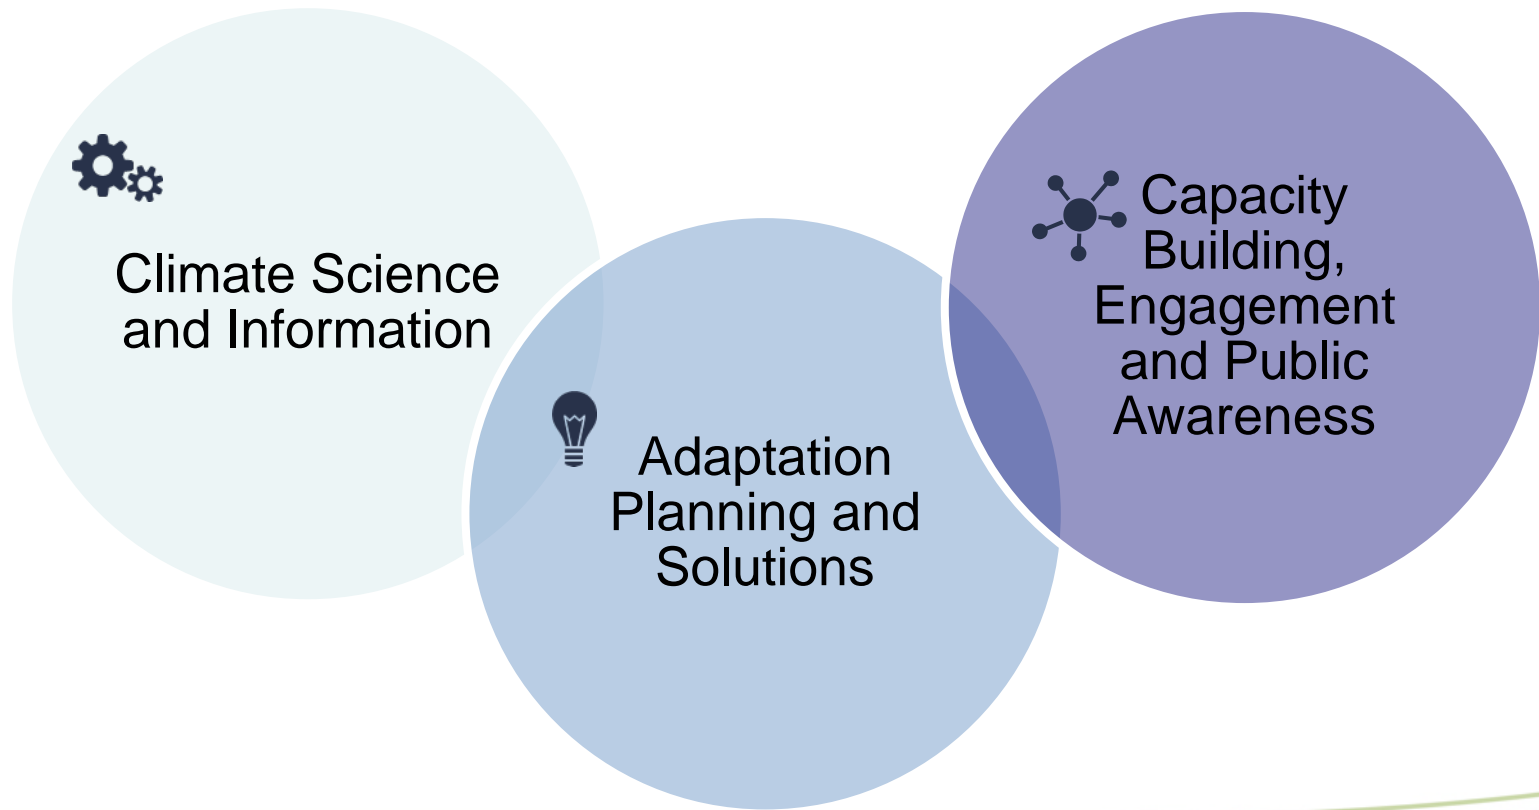 Climate Science
and Information
Adaptation
Planning and
Solutions
Capacity
Building,
Engagement
and Public
Awareness